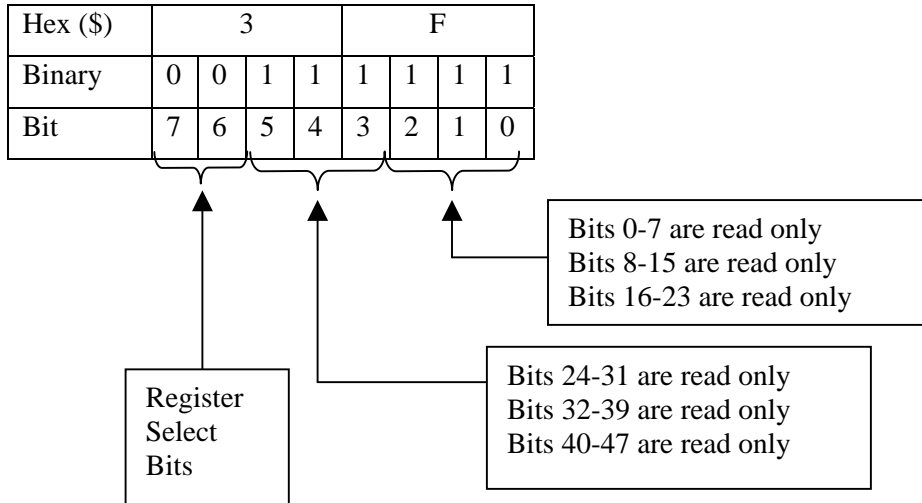 Hex ($) 3 F
Binary 0 0 1 1 1 1 1 1
Bit 7 6 5 4 3 2 1 0
Bits 0-7 are read only
Bits 8-15 are read only
Bits 16-23 are read only
Bits 24-31 are read only
Bits 32-39 are read only
Bits 40-47 are read only
Register
Select
Bits